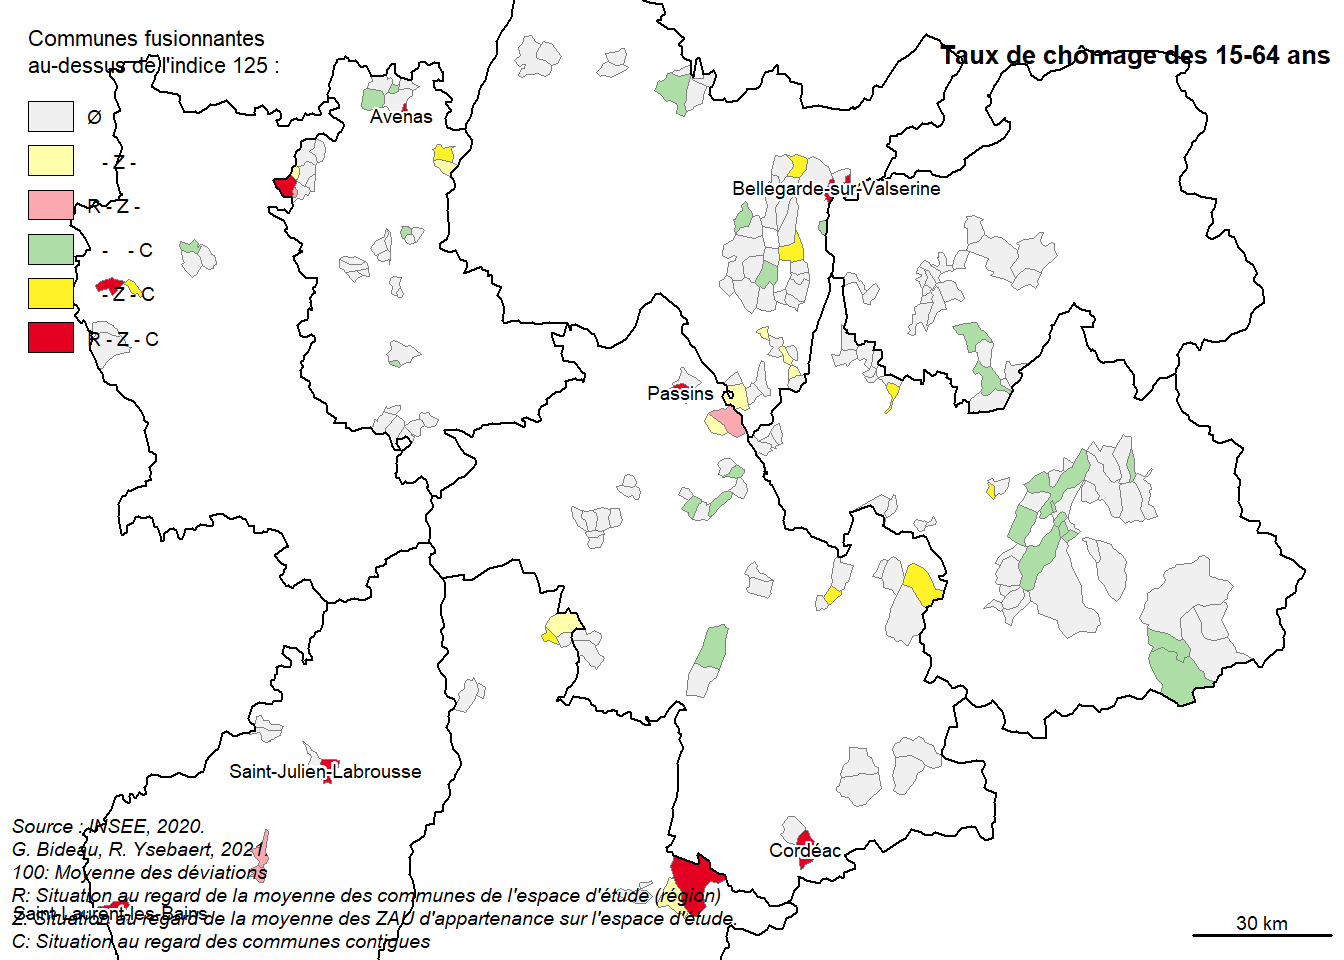 Communes fusionnantes
au-dessus de l'indice 125 :
Taux de chômage des 15-64 ans
Ø
- Z -
R - Z -
- - C
- Z - C
R - Z - C
Avenas
Bellegarde-sur-Valserine
Passins
Saint-Julien-Labrousse
Cordéac
Saint-Laurent-les-Bains
Source : INSEE, 2020.
G. Bideau, R. Ysebaert, 2021.
100: Moyenne des déviations
R: Situation au regard de la moyenne des communes de l'espace d'étude (région)
Z: Situation au regard de la moyenne des ZAU d'appartenance sur l'espace d'étude.
C: Situation au regard des communes contigues
30 km